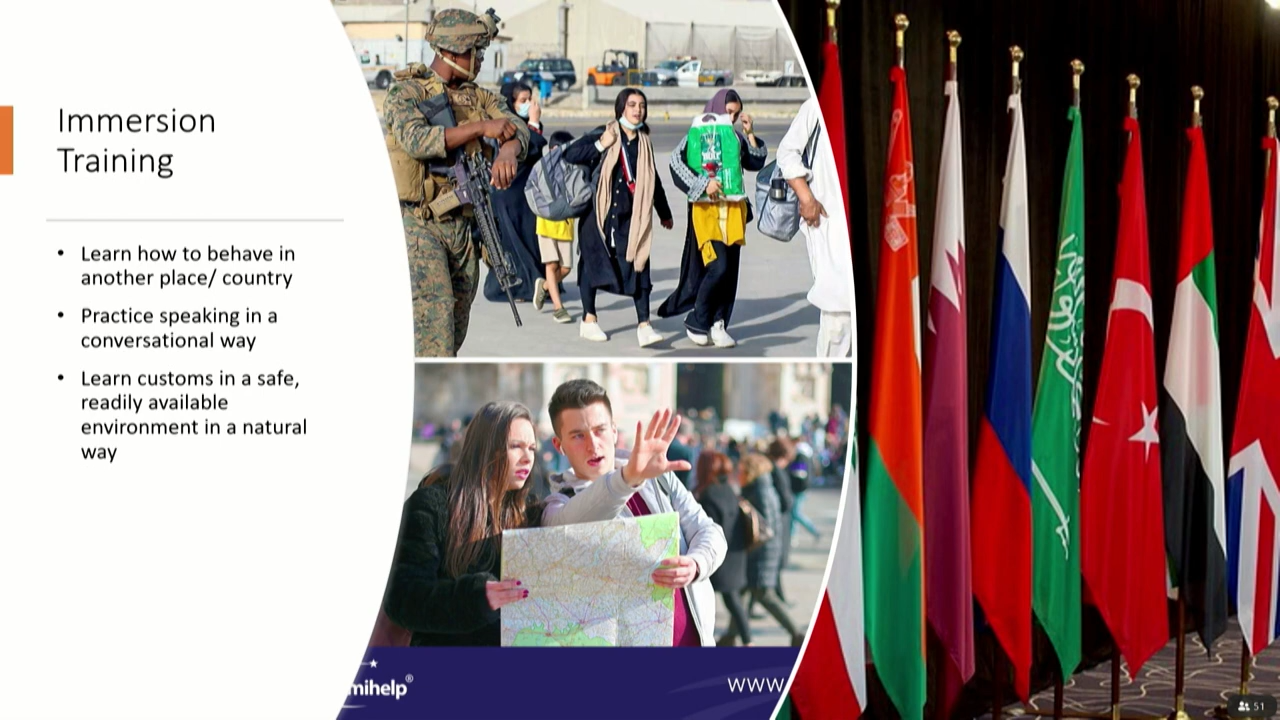 Immersion
Training
• Learn how to behave in
another place/ country
• Practice speaking in a
conversational way
• Learn customs in a safe,
readily available
environment in a natural
way
mihelp®
www
51